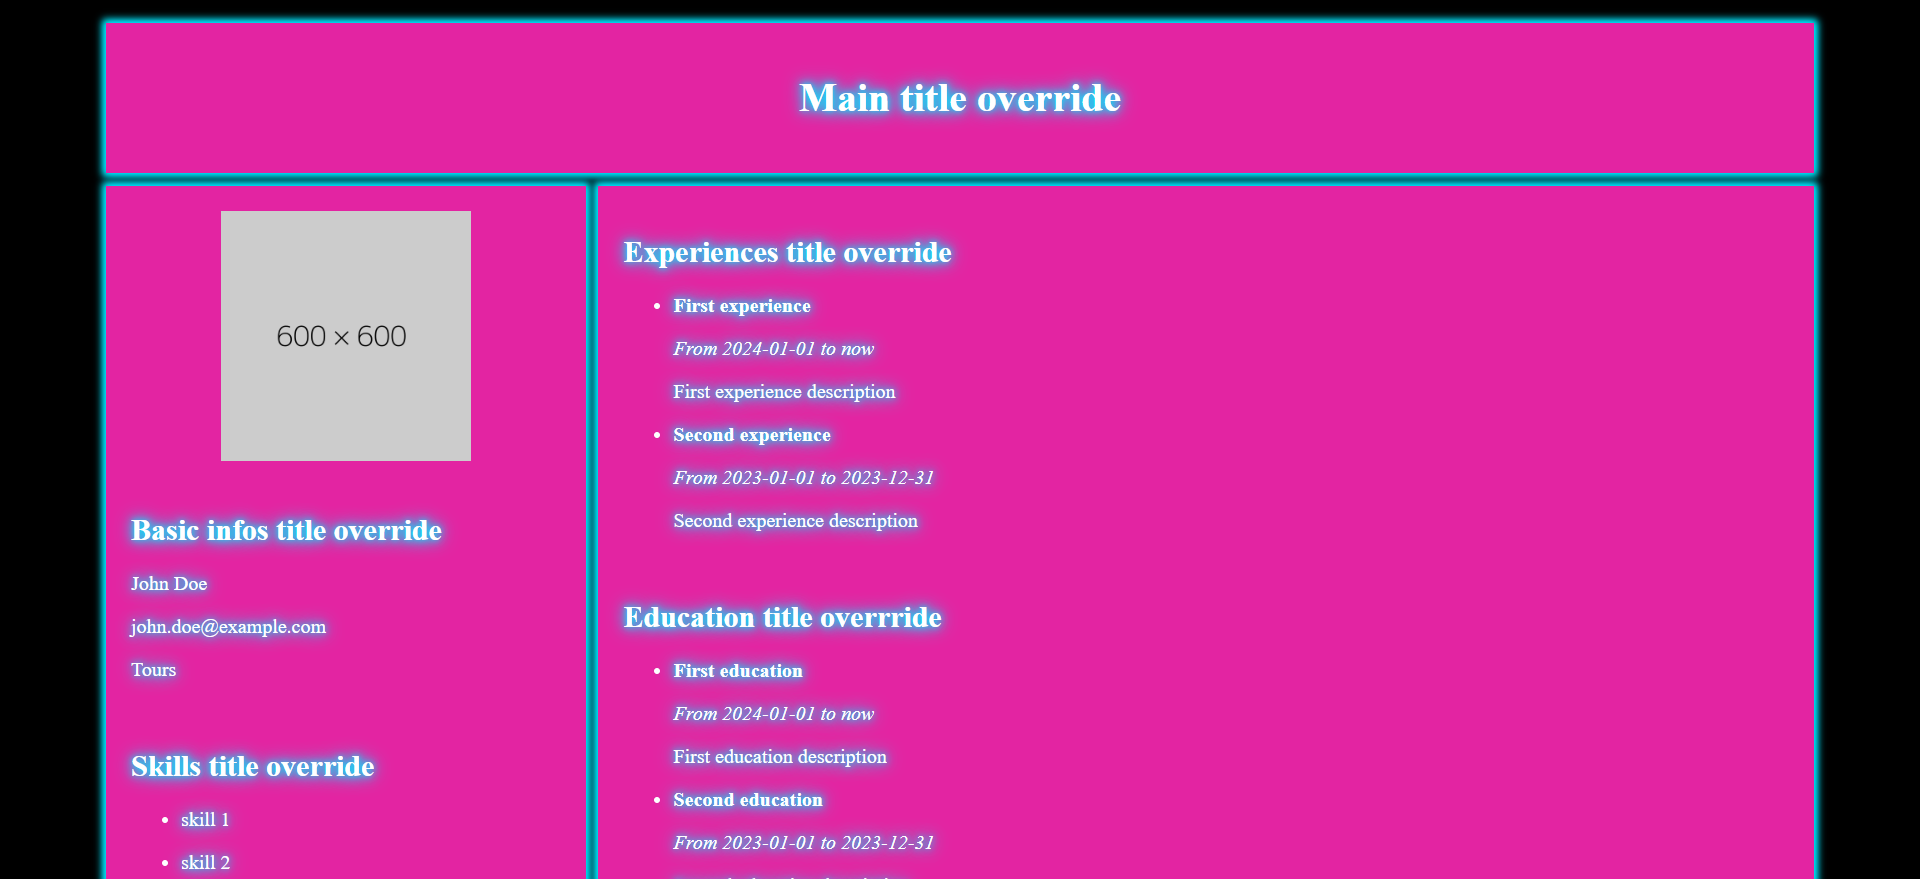 Main title override
600 × 600
Basic infos title override
John Doe
john.doe@example.com
Tours
Skills title override
skill 1
skill 2
Experiences title override
First experience
From 2024-01-01 to now
First experience description
Second experience
From 2023-01-01 to 2023-12-31
Second experience description
Education title overrride
First education
From 2024-01-01 to now
First education description
Second education
From 2023-01-01 to 2023-12-31